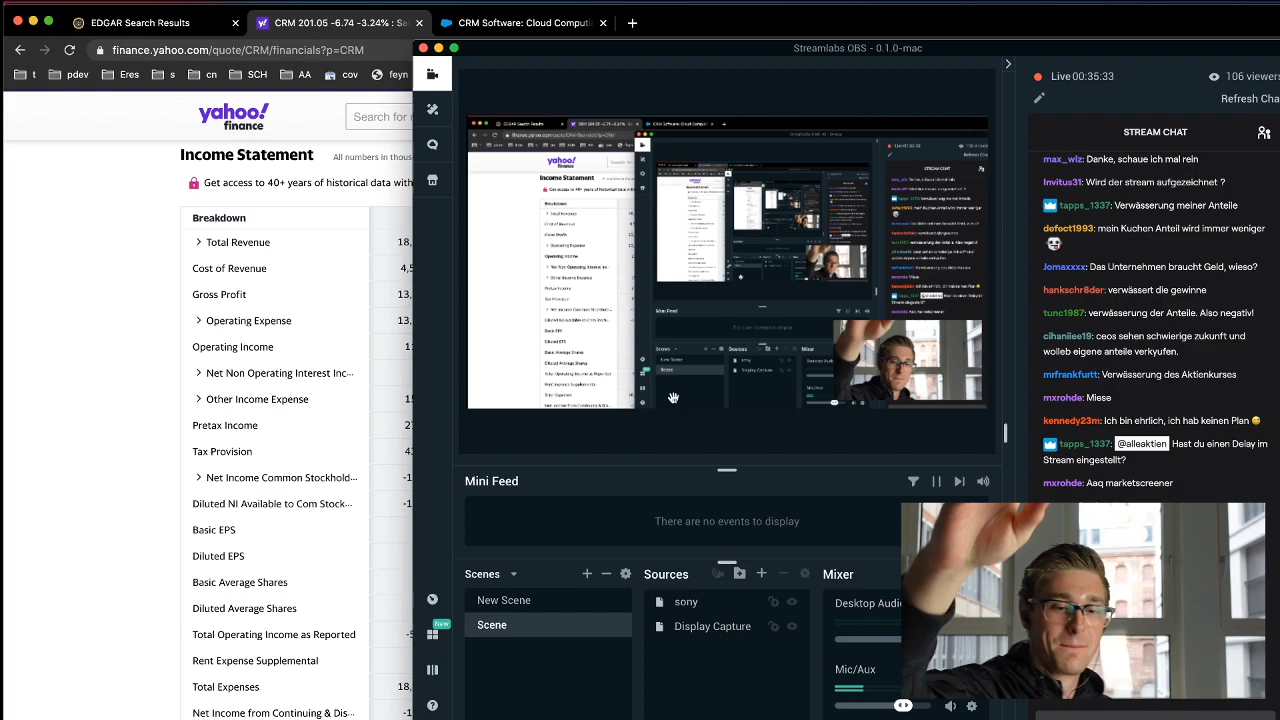 EDGAR Search Results
CRM 201.05 -6.74 -3.24% : Sa
CRM Software: Cloud Computi
finance.yahoo.com/quote/CRM/financials?p=CRM
t
pdev
Eres
s
cn
SCH
AA
cov
feyn
yahoo!
finance
Search for
Income Statement
All numbers in thous
Get access to 40+ years of historical data with
Breakdown
Total Revenue
Cost of Revenue
Gross Profit
Operating Expense
Operating Income
Net Non Operating Interest Inc...
Other Income Expense
Pretax Income
Tax Provision
Net Income Common Stockhold...
Diluted NI Available to Com Stock...
Basic EPS
Diluted EPS
Basic Average Shares
Diluted Average Shares
Total Operating Income as Reported
Rent Expense Supplemental
Total Expenses
18,
Net Income from Continuing & Dis...
Streamlabs OBS - 0.1.0-mac
New
Mini Feed
There are no events to display
Scenes
New Scene
Scene
Sources
sony
Display Capture
Mixer
Desktop Audio
Mic/Aux
Live 00:35:33
106 viewers
Refresh Cha
STREAM CHAT
max_wlz: Danke, schaue ich mal rein
Invitus31: Wird dann mehr aufgezinst ?
tapps_1337: Verwässerung meiner Anteile
defect1993: mein kuchen Anteil wird immer weniger
Jomaxxxx: Das Unternehmen braucht Geld, eher
hankschr8der: verwässert die gewinne
tunc1987: verwässerung der Anteile. Also negativ!
cihaniiee19: sie sehen schwierige zukunft und
wolleb eigene anteile verkyufen.
mrfrankfurtt: Verwässerung des Aktienkurses
mxrohde: Miese
kennedy23m: Ich bin ehrlich, ich hab keinen Plan
tapps_1337: @alleaktien Hast du einen Delay im
Stream eingestellt?
mxrohde: Aaq marketscreener